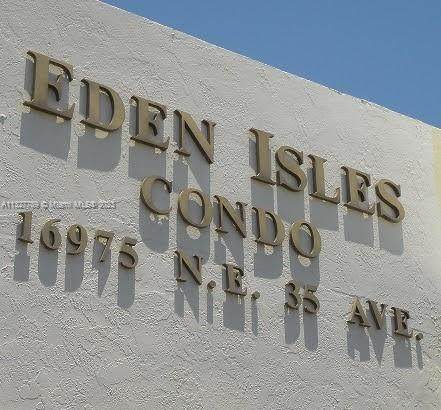 EDEN ISLES
CONDO
16975 N.E. 35 AVE.